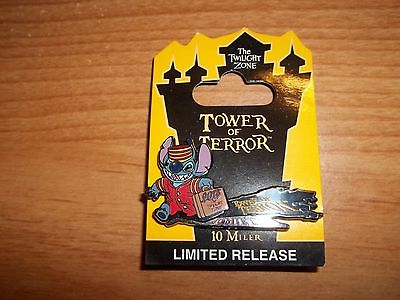 The
TWILIGHT
ZONE
TOWER
OF
TERROR
10 MILER
LIMITED RELEASE